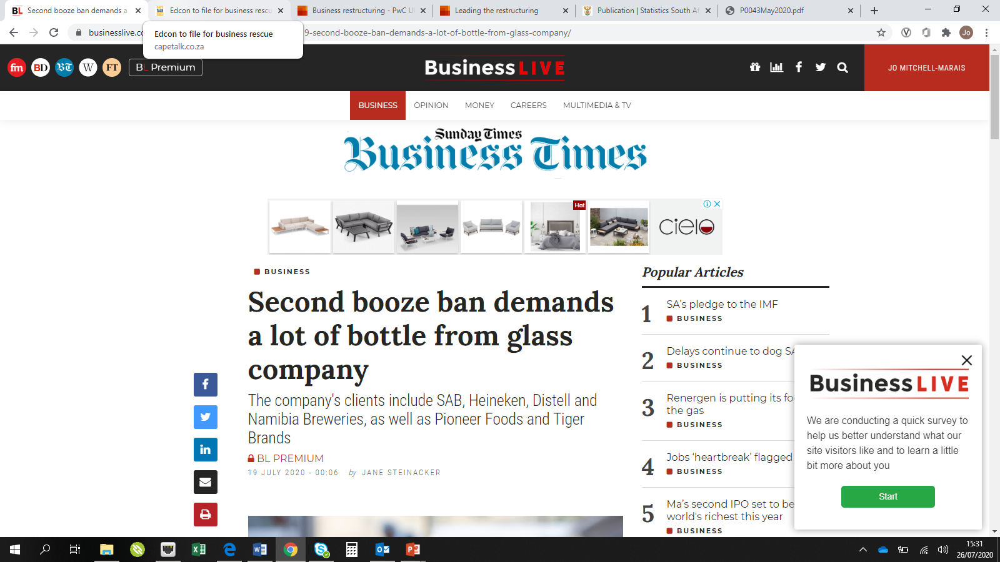 BL Second booze ban demands a
Edcon to file for business rescu
Business restructuring - PwC U
Leading the restructuring
Publication | Statistics South Af
P0043May2020.pdf
businesslive.co
9-second-booze-ban-demands-a-lot-of-bottle-from-glass-company/
Jo
Edcon to file for business rescue
capetalk.co.za
fm BD BT W FT BL Premium
Business LIVE
JO MITCHELL-MARAIS
BUSINESS OPINION MONEY CAREERS MULTIMEDIA & TV
Sunday Times
Business Times
Hot
cielo
BUSINESS
Second booze ban demands
a lot of bottle from glass
company
The company's clients include SAB, Heineken, Distell and
Namibia Breweries, as well as Pioneer Foods and Tiger
Brands
BL PREMIUM
19 JULY 2020 - 00:06 by JANE STEINACKER
Popular Articles
1 SA's pledge to the IMF
BUSINESS
2 Delays continue to dog SA
BUSINESS
3 Renergen is putting its fo
the gas
BUSINESS
4 Jobs ‘heartbreak’ flagged
BUSINESS
5 Ma's second IPO set to be
world's richest this year
BUSINESS
Business LIVE
We are conducting a quick survey to
help us better understand what our
site visitors like and to learn a little
bit more about you
Start
15:31
26/07/2020